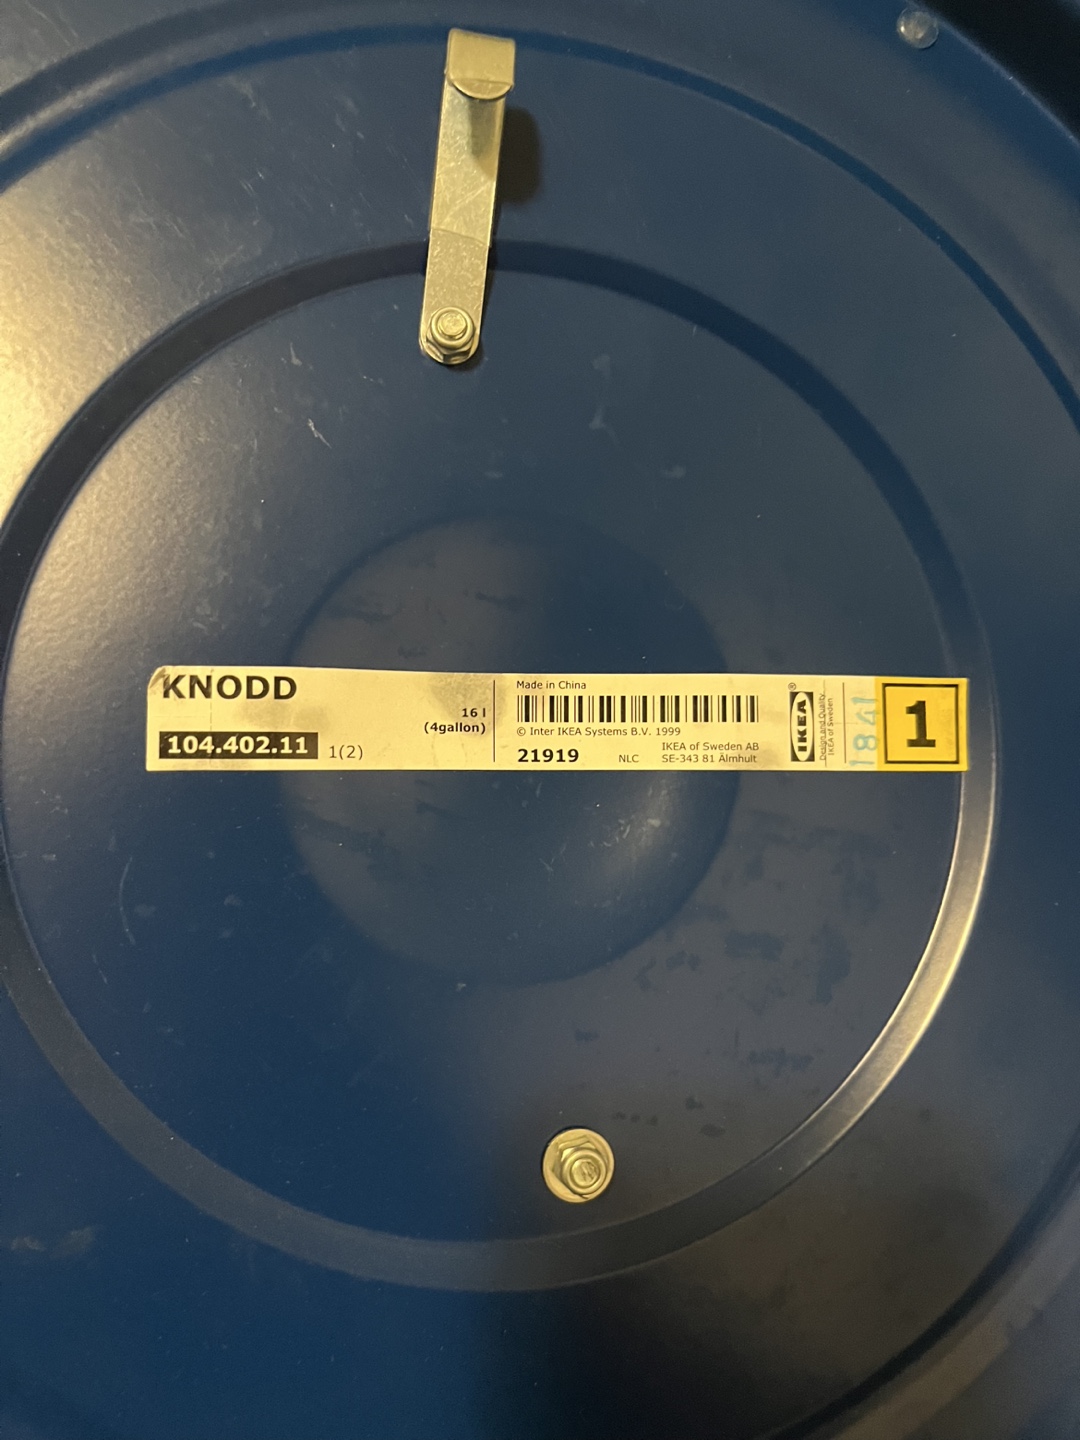 KNODD
16 l
(4gallon)
104.402.11 1(2)
Made in China
© Inter IKEA Systems B.V. 1999
21919 NLC
IKEA of Sweden AB
SE-343 81 Älmhult
®
IKEA
Design and Quality
IKEA of Sweden
1841
1